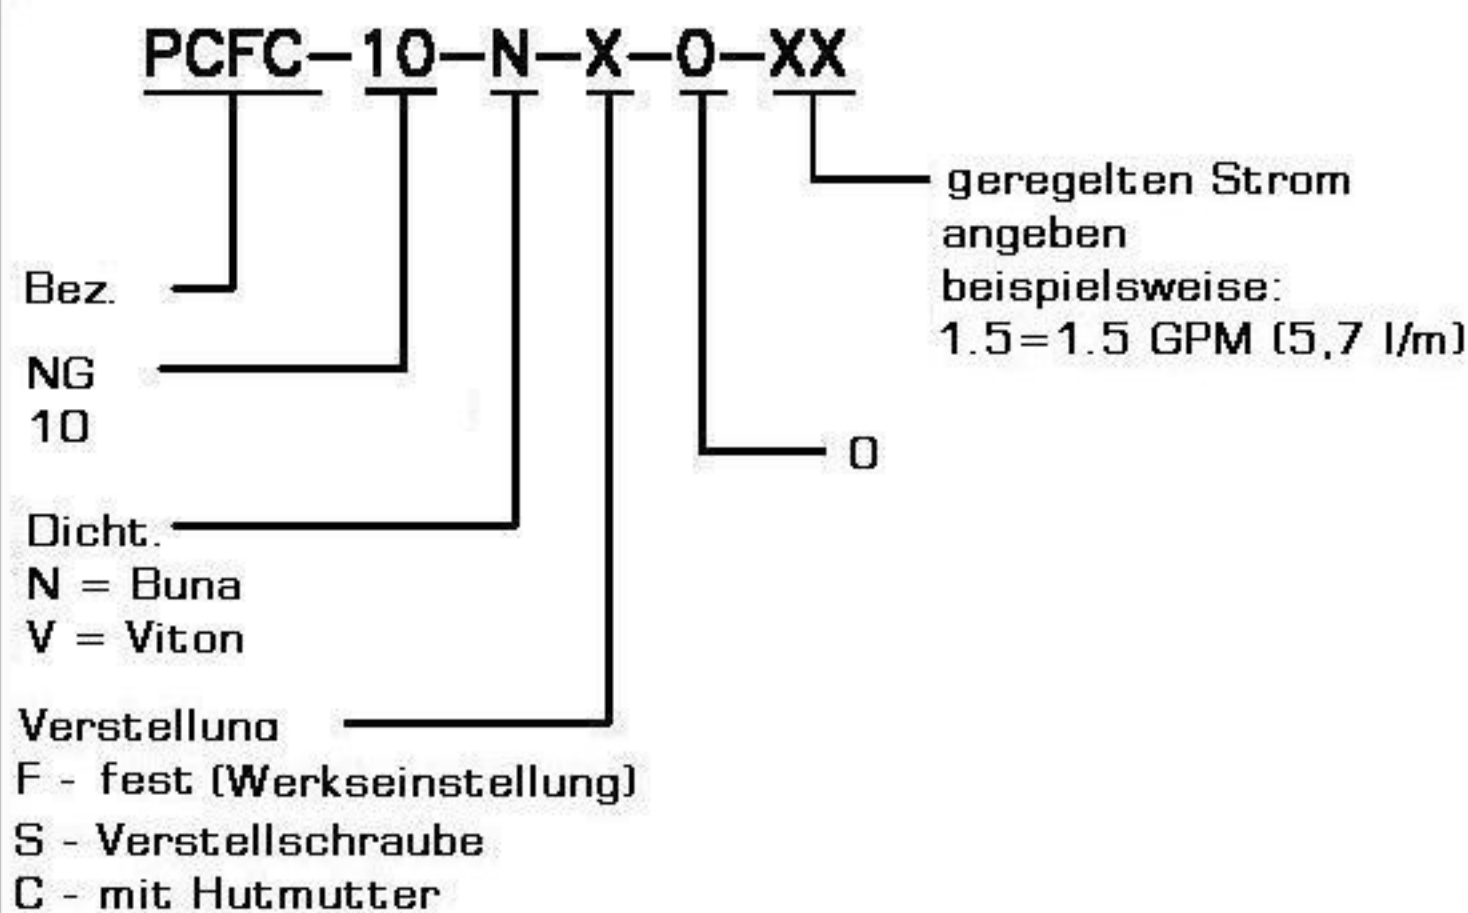 PCFC-10-N-X-0-XX
geregelten Strom
angeben
beispielsweise:
1.5=1.5 GPM (5,7 l/m)
Bez.
NG
10
0
Dicht.
N = Buna
V = Viton
Verstellung
F - fest (Werkseinstellung)
S - Verstellschraube
C - mit Hutmutter